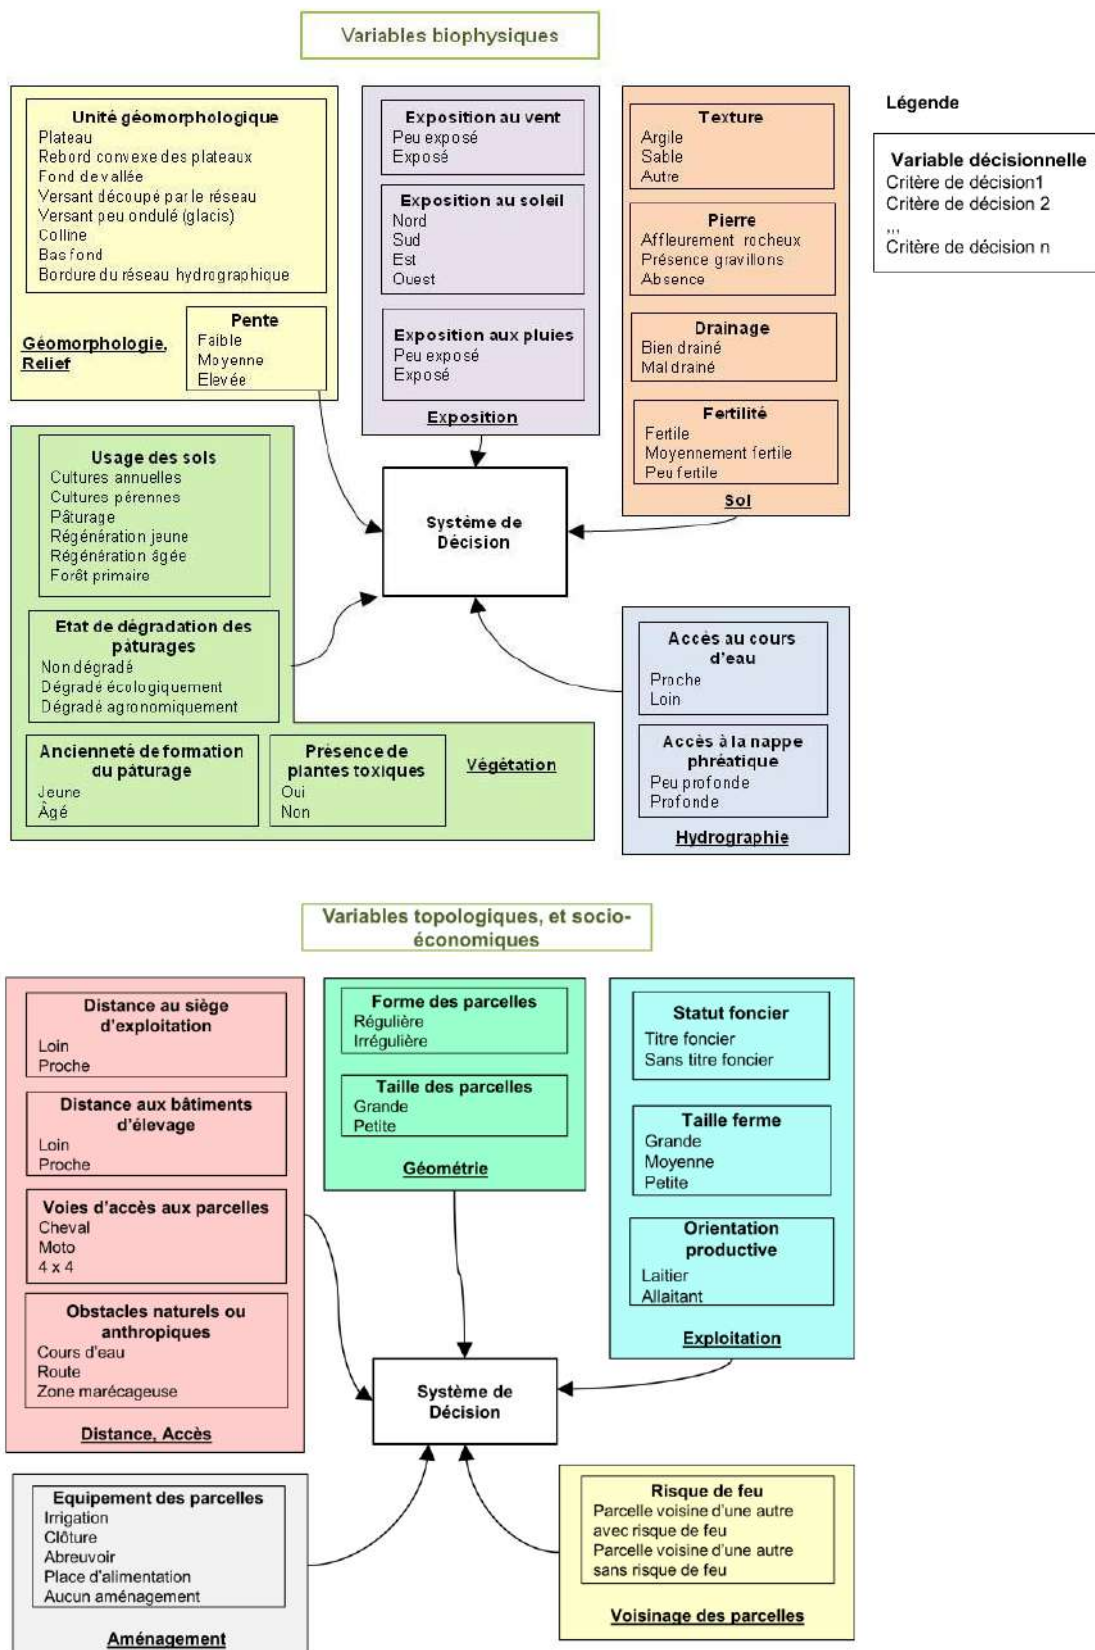 Variables biophysiques
Unité géomorphologique
Plateau
Rebord convexe des plateaux
Fond de vallée
Versant découpé par le réseau
Versant peu ondulé (glacis)
Colline
Bas fond
Bordure du réseau hydrographique
Pente
Faible
Moyenne
Elevée
Géomorphologie,
Relief
Exposition au vent
Peu exposé
Exposé
Exposition au soleil
Nord
Sud
Est
Ouest
Exposition aux pluies
Peu exposé
Exposé
Exposition
Texture
Argile
Sable
Autre
Pierre
Affleurement rocheux
Présence gravillons
Absence
Drainage
Bien drainé
Mal drainé
Fertilité
Fertile
Moyennement fertile
Peu fertile
Sol
Légende
Variable décisionnelle
Critère de décision1
Critère de décision 2
...
Critère de décision n
Usage des sols
Cultures annuelles
Cultures pérennes
Pâturage
Régénération jeune
Régénération âgée
Forêt primaire
Etat de dégradation des
pâturages
Non dégradé
Dégradé écologiquement
Dégradé agronomiquement
Ancienneté de formation
du pâturage
Jeune
Âgé
Présence de
plantes toxiques
Oui
Non
Végétation
Système de
Décision
Accès au cours
d'eau
Proche
Loin
Accès à la nappe
phréatique
Peu profonde
Profonde
Hydrographie
Variables topologiques, et socio-
économiques
Distance au siège
d'exploitation
Loin
Proche
Distance aux bâtiments
d'élevage
Loin
Proche
Voies d'accès aux parcelles
Cheval
Moto
4 x 4
Obstacles naturels ou
anthropiques
Cours d'eau
Route
Zone marécageuse
Distance, Accès
Forme des parcelles
Régulière
Irrégulière
Taille des parcelles
Grande
Petite
Géométrie
Statut foncier
Titre foncier
Sans titre foncier
Taille ferme
Grande
Moyenne
Petite
Orientation
productive
Laitier
Allaitant
Exploitation
Système de
Décision
Equipement des parcelles
Irrigation
Clôture
Abreuvoir
Place d'alimentation
Aucun aménagement
Aménagement
Risque de feu
Parcelle voisine d'une autre
avec risque de feu
Parcelle voisine d'une autre
sans risque de feu
Voisinage des parcelles